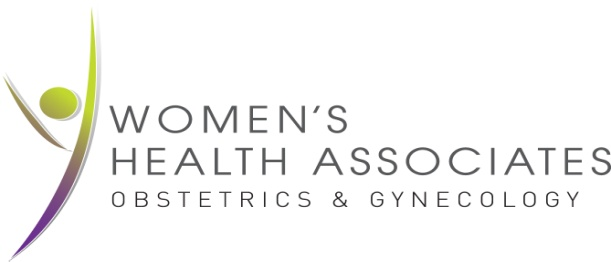 WOMEN'S
HEALTH ASSOCIATES
OBSTETRICS & GYNECOLOGY